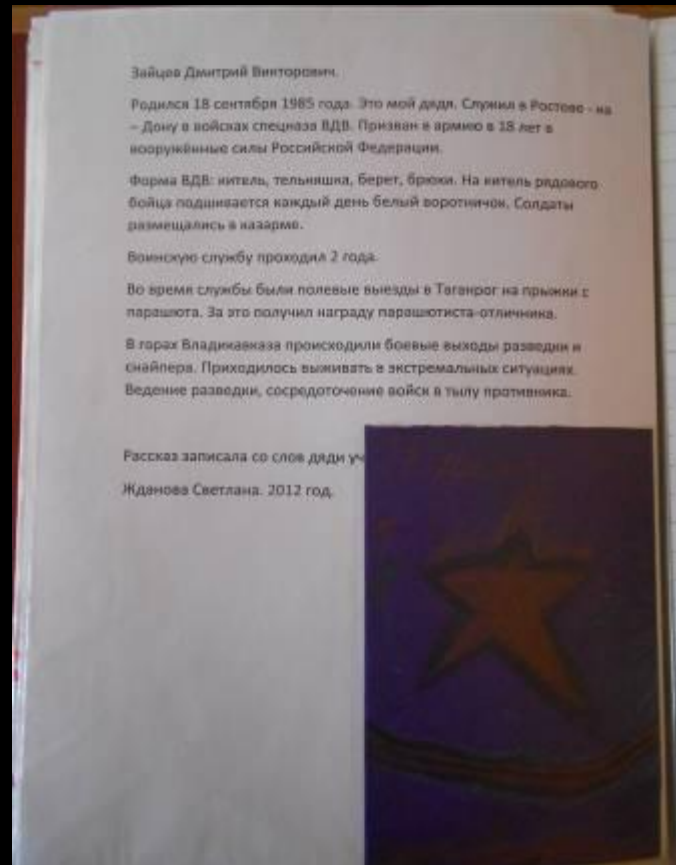 Зайцев Дмитрий Викторович.
Родился 18 сентября 1985 года. Это мой дядя. Служил в Ростове - на
– Дону в войсках спецназа ВДВ. Призван в армию в 18 лет в
вооружённые силы Российской Федерации.
Форма ВДВ: китель, тельняшка, берет, брюки. На китель рядового
бойца подшивается каждый день белый воротничок. Солдаты
размещались в казарме.
Воинскую службу проходил 2 года.
Во время службы были полевые выезды в Таганрог на прыжки с
парашюта. За это получил награду парашютиста-отличника.
В горах Владикавказа происходили боевые выходы разведки и
снайпера. Приходилось выживать в экстремальных ситуациях.
Ведение разведки, сосредоточение войск в тылу противника.
Рассказ записала со слов дяди уч
Жданова Светлана. 2012 год.